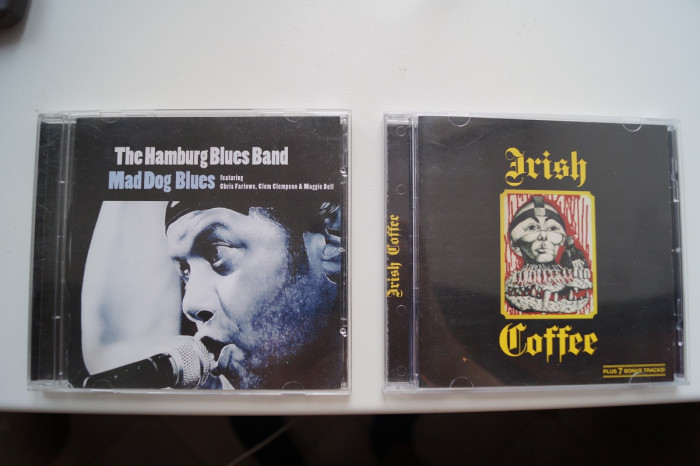 The Hamburg Blues Band
Mad Dog Blues
featuring
Chris Farlowe, Clem Clempson & Maggie Bell
Irish Coffee
Irish
Coffee
PLUS 7 BONUS TRACKS!